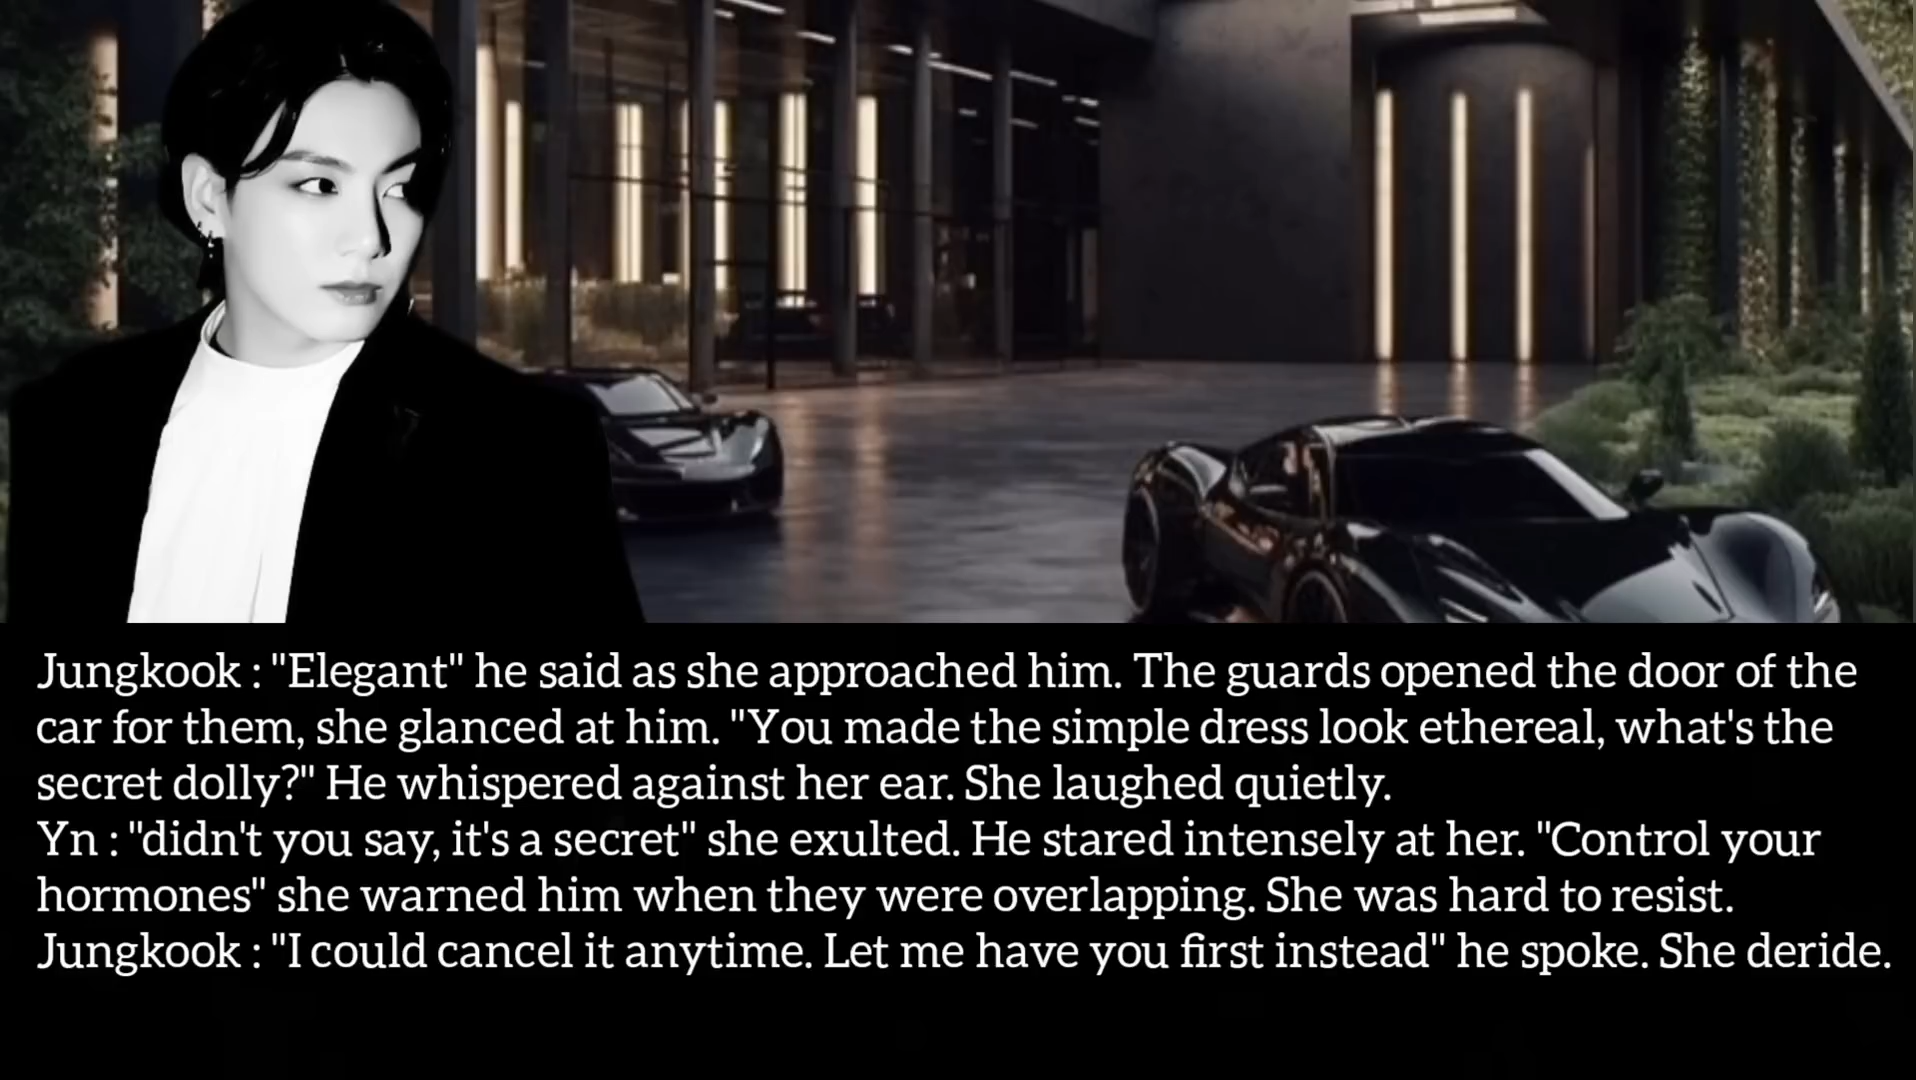 Jungkook : "Elegant" he said as she approached him. The guards opened the door of the
car for them, she glanced at him. "You made the simple dress look ethereal, what's the
secret dolly?" He whispered against her ear. She laughed quietly.
Yn : "didn't you say, it's a secret" she exulted. He stared intensely at her. "Control your
hormones" she warned him when they were overlapping. She was hard to resist.
Jungkook : "I could cancel it anytime. Let me have you first instead" he spoke. She deride.